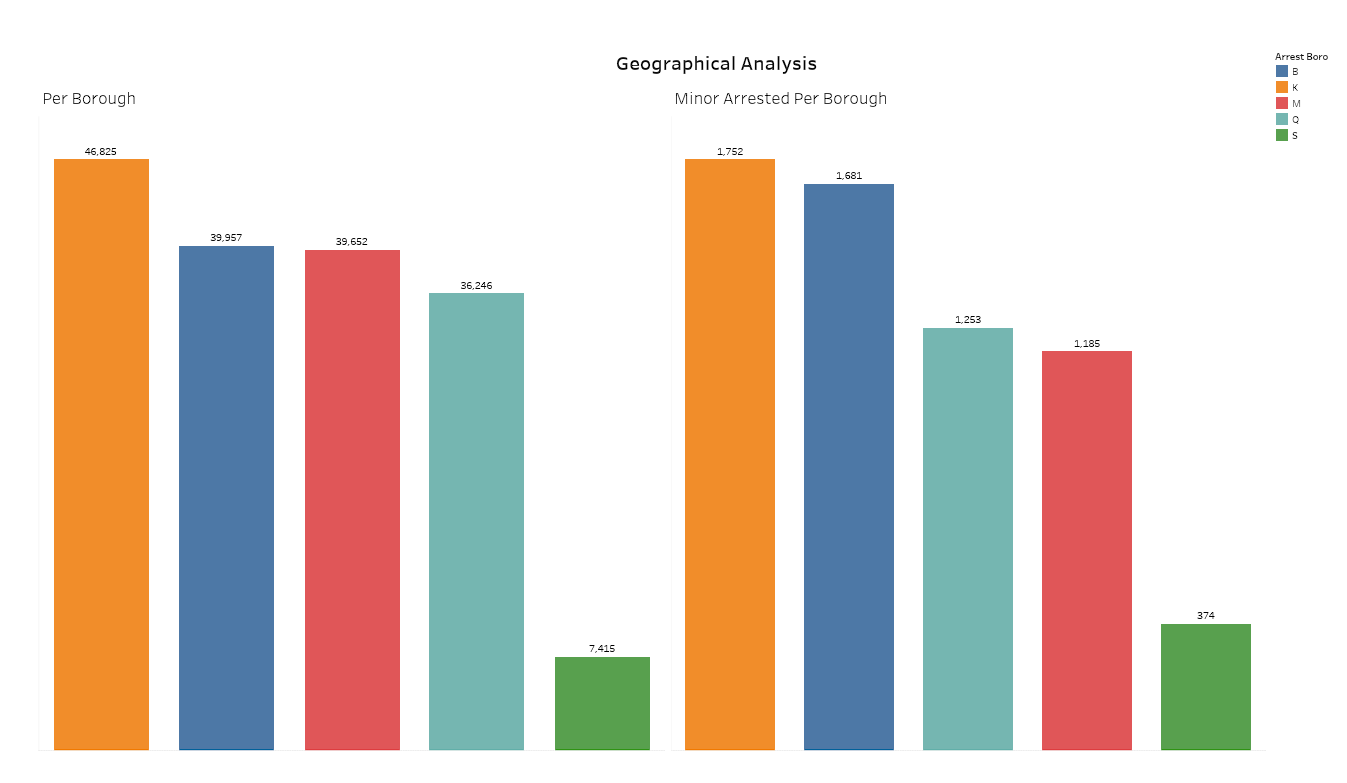 Geographical Analysis
Per Borough
46,825
39,957
39,652
36,246
7,415
Minor Arrested Per Borough
1,752
1,681
1,253
1,185
374
Arrest Boro
B
K
M
Q
S